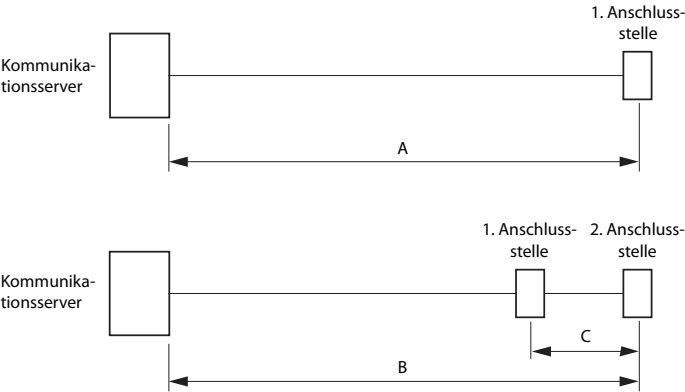 1. Anschluss-
stelle
Kommunika-
tionsserver
A
1. Anschluss-
stelle
2. Anschluss-
stelle
Kommunika-
tionsserver
C
B